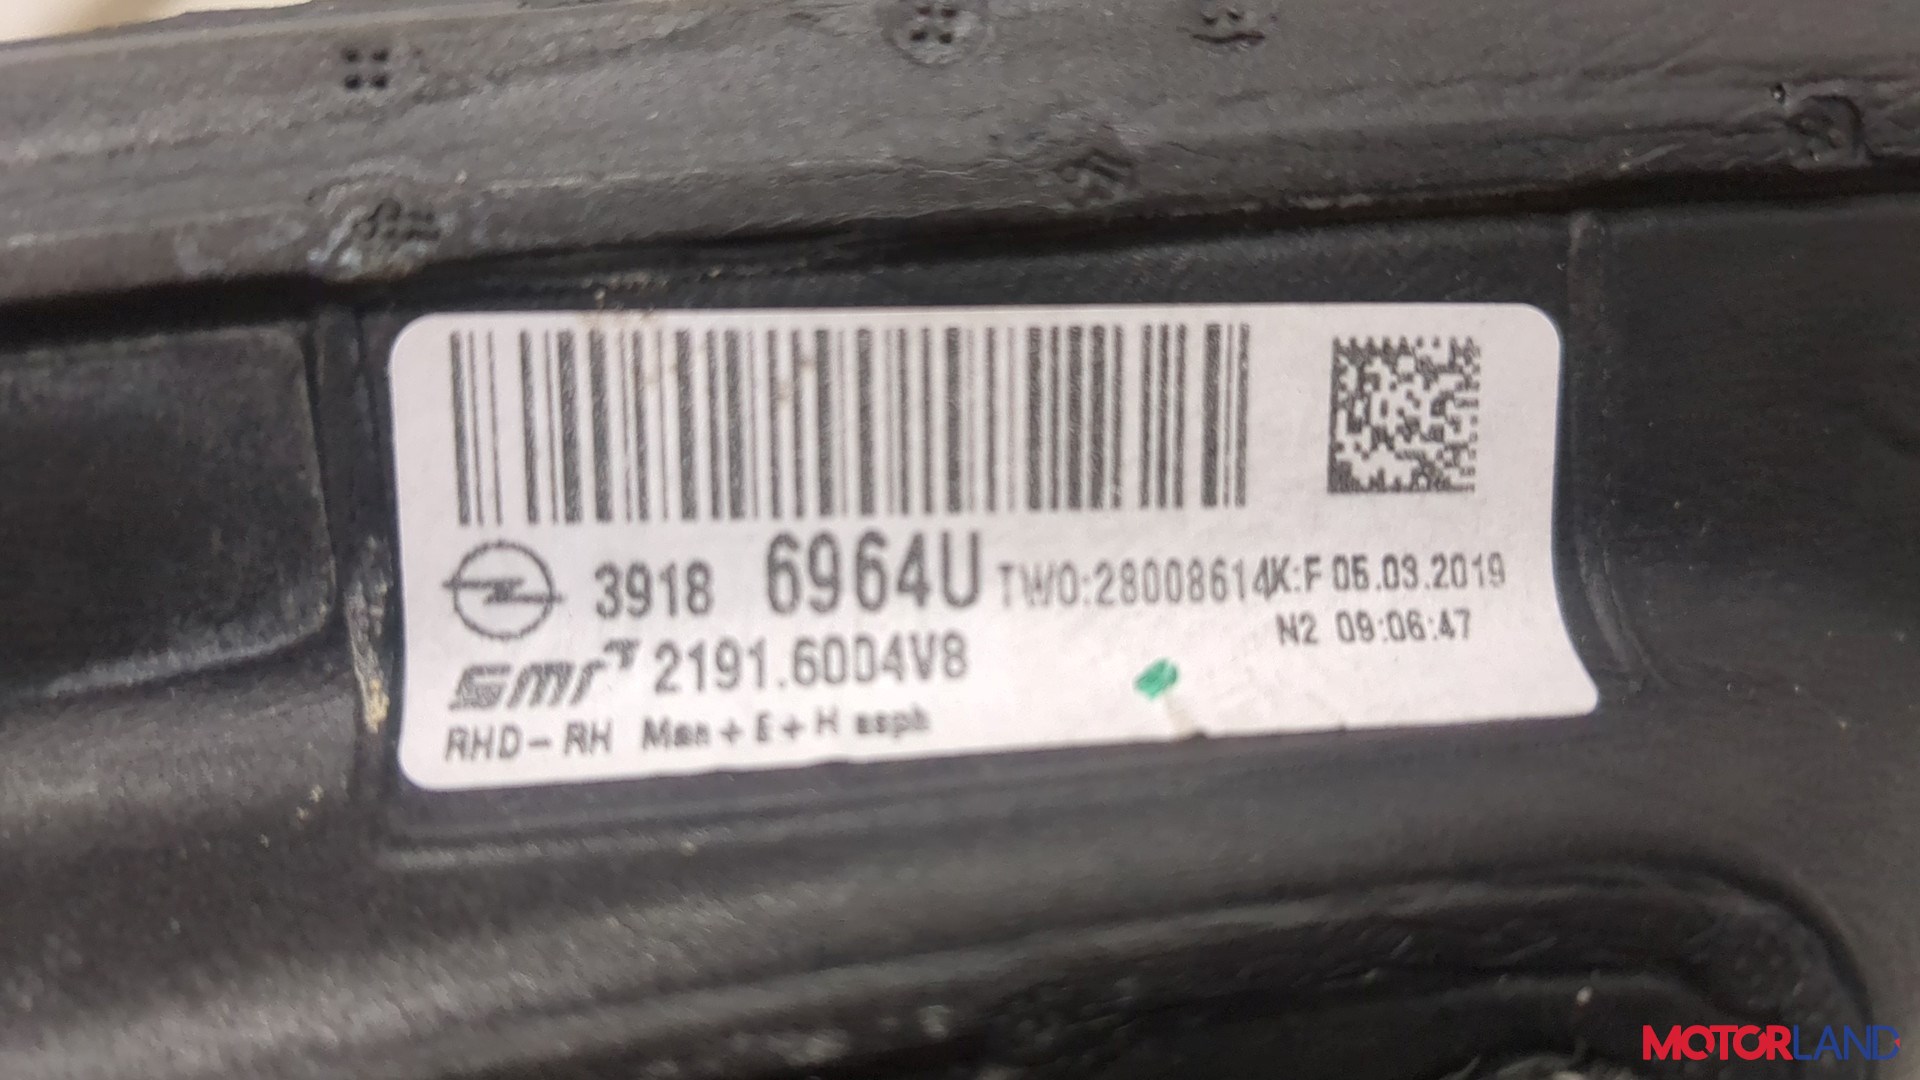 3918 6964U TWO:28008614K:F 05.03.2019
N2 09:06:47
smr 2191.6004V8
RHD-RH Man+E+H asph
MOTORLAND